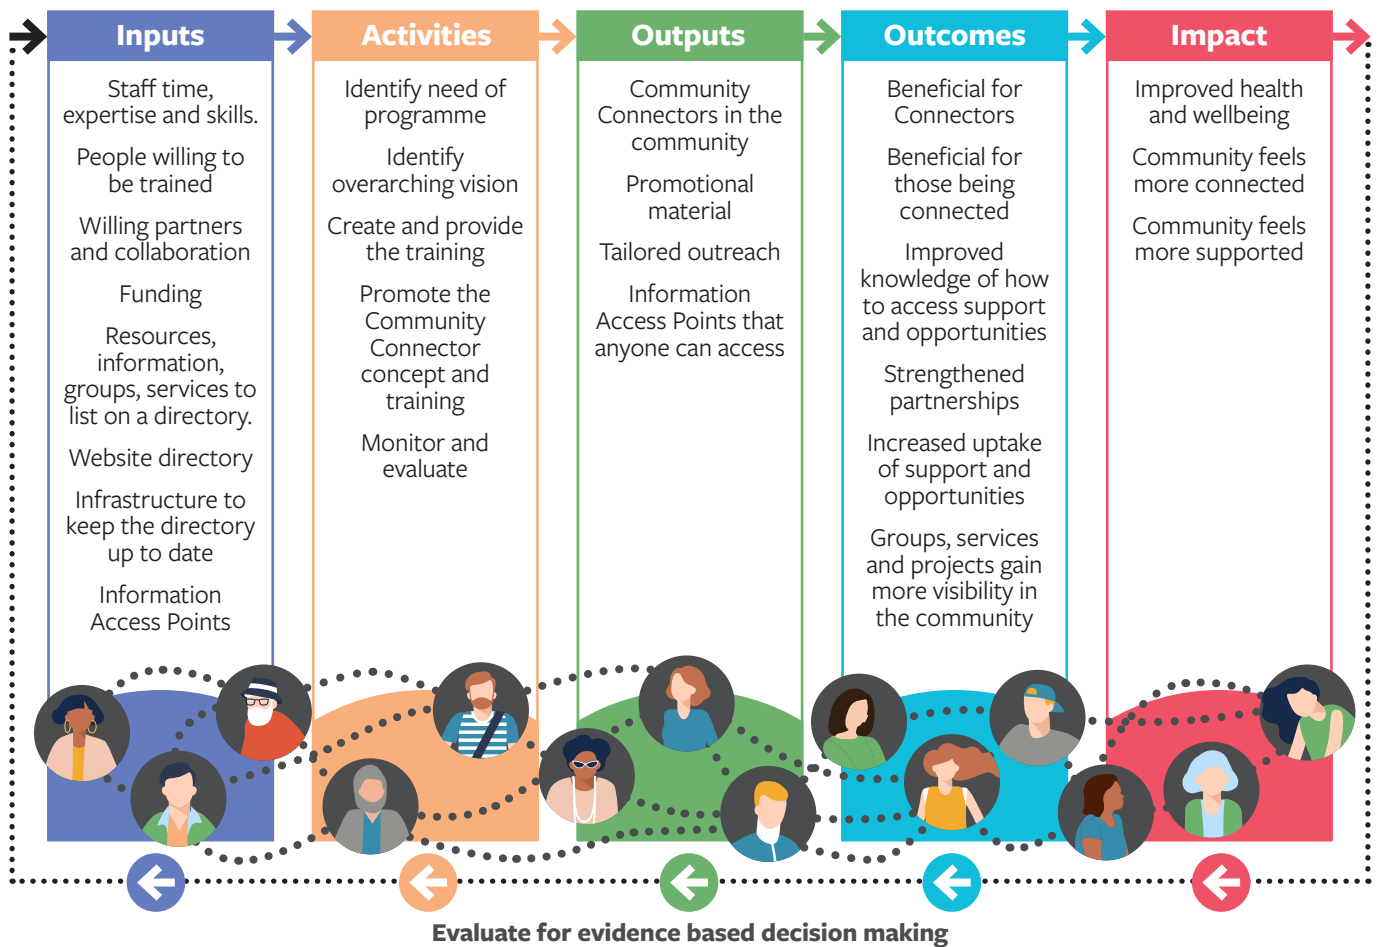 Inputs
Staff time,
expertise and skills.
People willing to
be trained
Willing partners
and collaboration
Funding
Resources,
information,
groups, services to
list on a directory.
Website directory
Infrastructure to
keep the directory
up to date
Information
Access Points
Activities
Identify need of
programme
Identify
overarching vision
Create and provide
the training
Promote the
Community
Connector
concept and
training
Monitor and
evaluate
Outputs
Community
Connectors in the
community
Promotional
material
Tailored outreach
Information
Access Points that
anyone can access
Outcomes
Beneficial for
Connectors
Beneficial for
those being
connected
Improved
knowledge of how
to access support
and opportunities
Strengthened
partnerships
Increased uptake
of support and
opportunities
Groups, services
and projects gain
more visibility in
the community
Impact
Improved health
and wellbeing
Community feels
more connected
Community feels
more supported
Evaluate for evidence based decision making